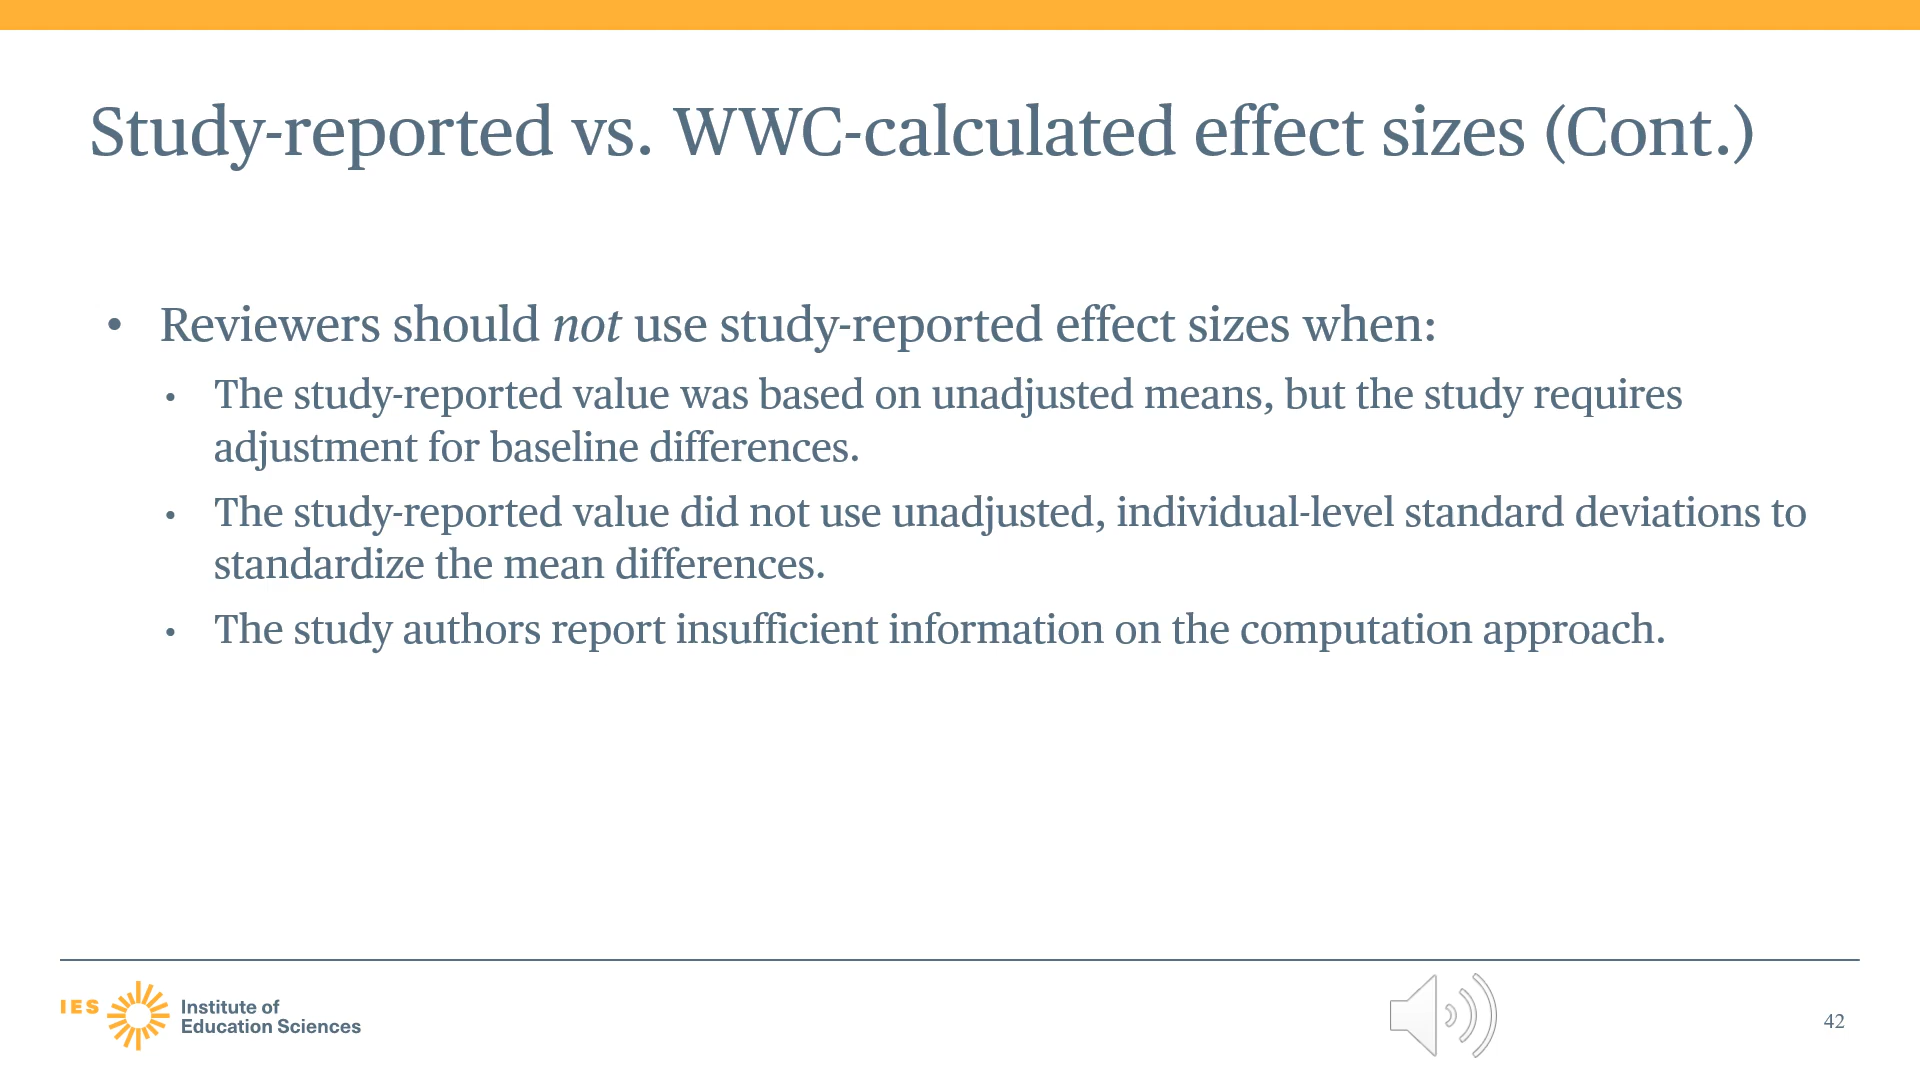 Study-reported vs. WWC-calculated effect sizes (Cont.)
• Reviewers should not use study-reported effect sizes when:
• The study-reported value was based on unadjusted means, but the study requires
adjustment for baseline differences.
• The study-reported value did not use unadjusted, individual-level standard deviations to
standardize the mean differences.
• The study authors report insufficient information on the computation approach.
IES
Institute of
Education Sciences
42